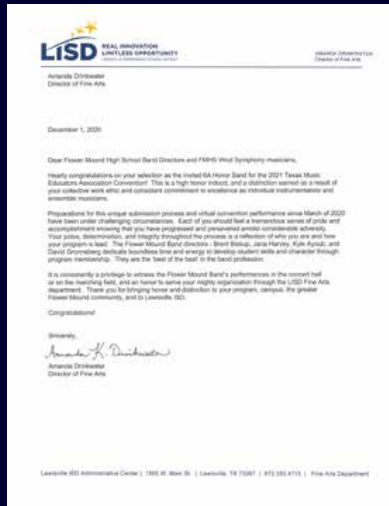 LISD
REAL INNOVATION
LIMITLESS OPPORTUNITY
AMANDA DRINKWATER
Director of Fine Arts
Amanda Drinkwater
Director of Fine Arts
December 1, 2020
Dear Flower Mound High School Band Directors and FMHS Wind Symphony musicians,
Hearty congratulations on your selection as the invited 6A Honor Band for the 2021 Texas Music
Educators Association Convention! This is a high honor indeed, and a distinction earned as a result of
your collective work ethic and consistent commitment to excellence as individual instrumentalists and
ensemble musicians.
Preparations for this unique submission process and virtual convention performance since March of 2020
have been under challenging circumstances. Each of you should feel a tremendous sense of pride and
accomplishment knowing that you have progressed and persevered amidst considerable adversity.
Your poise, determination, and integrity throughout the process is a reflection of who you are and how
your program is lead. The Flower Mound Band directors - Brent Biskup, Jana Harvey, Kyle Ayoub, and
David Gronneberg dedicate boundless time and energy to develop student skills and character through
program membership. They are the 'best of the best' in the band profession.
It is consistently a privilege to witness the Flower Mound Band's performances in the concert hall
or on the marching field, and an honor to serve your mighty organization through the LISD Fine Arts
department. Thank you for bringing honor and distinction to your program, campus, the greater
Flower Mound community, and to Lewisville ISD.
Congratulations!
Sincerely,
Amanda K. Drinkwater
Amanda Drinkwater
Director of Fine Arts
Lewisville ISD Administrative Center | 1565 W. Main St. | Lewisville, TX 75067 | 972.350.4715 | Fine Arts Department